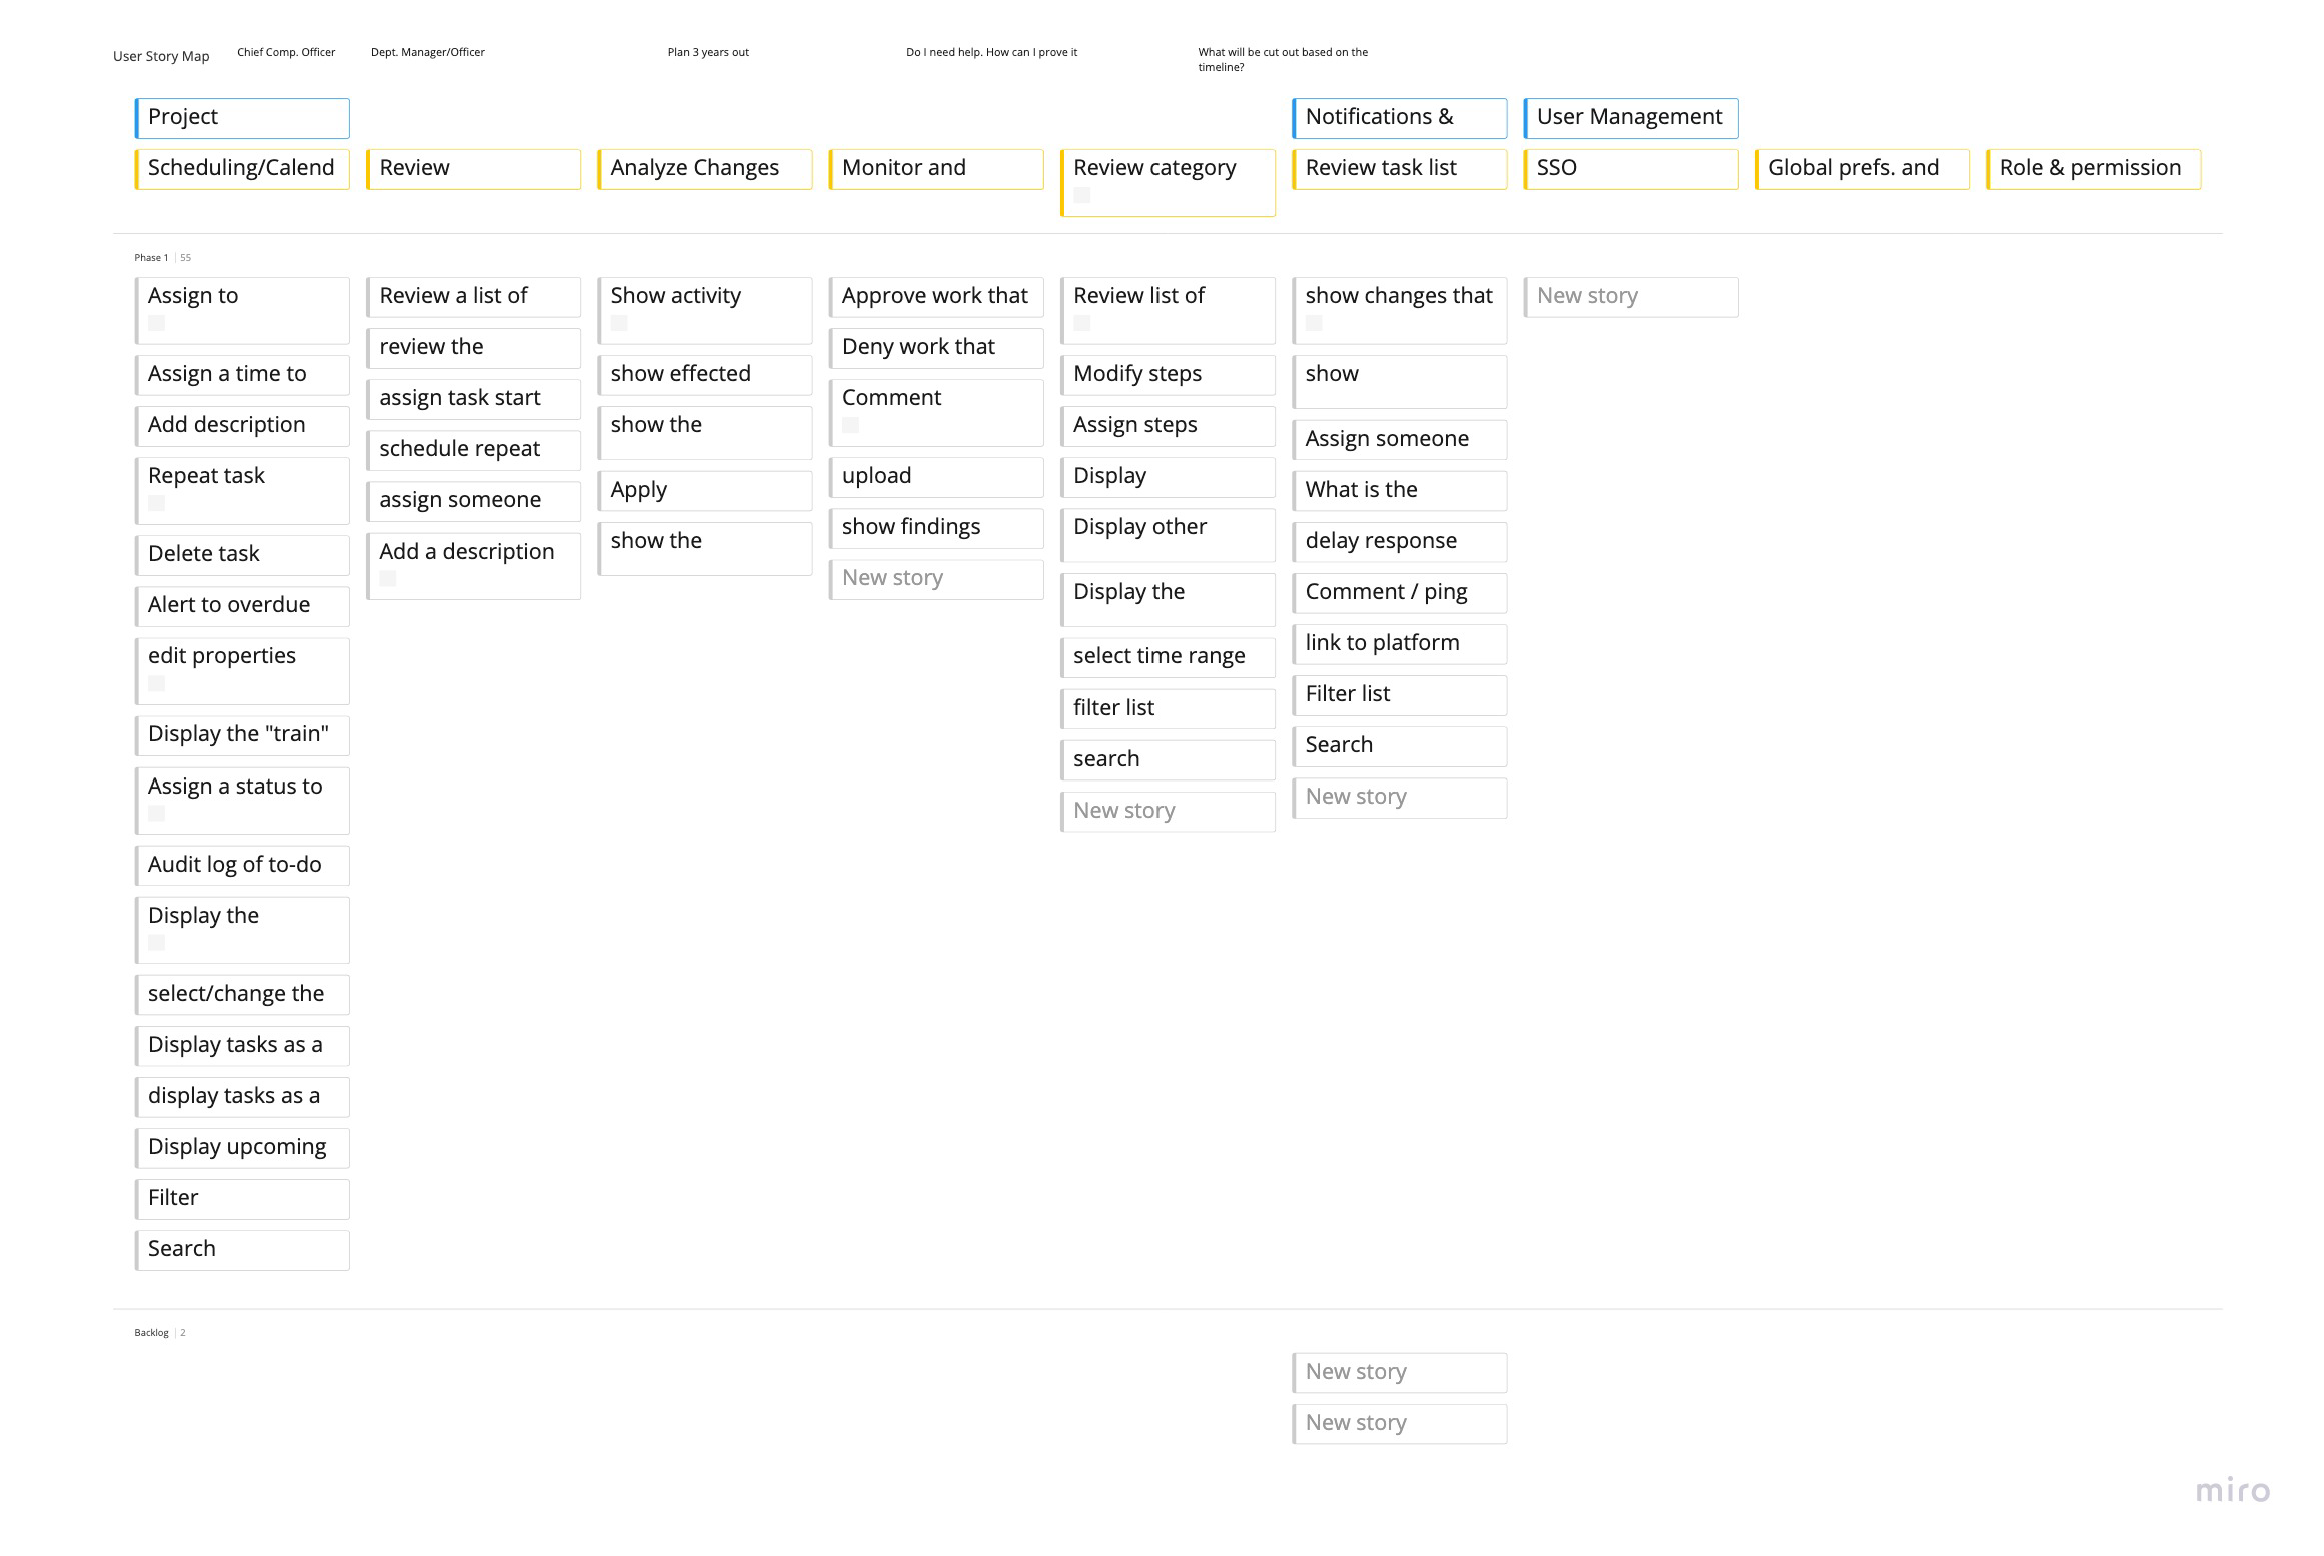 User Story Map
Chief Comp. Officer
Dept. Manager/Officer
Plan 3 years out
Do I need help. How can I prove it
What will be cut out based on the
timeline?
Project
Notifications &
User Management
Scheduling/Calend
Review
Analyze Changes
Monitor and
Review category
Review task list
SSO
Global prefs. and
Role & permission
Phase 1 | 55
Assign to
Assign a time to
Add description
Repeat task
Delete task
Alert to overdue
edit properties
Display the "train"
Assign a status to
Audit log of to-do
Display the
select/change the
Display tasks as a
display tasks as a
Display upcoming
Filter
Search
Review a list of
review the
assign task start
schedule repeat
assign someone
Add a description
Show activity
show effected
show the
Apply
show the
Approve work that
Deny work that
Comment
upload
show findings
New story
Review list of
Modify steps
Assign steps
Display
Display other
Display the
select time range
filter list
search
New story
show changes that
show
Assign someone
What is the
delay response
Comment / ping
link to platform
Filter list
Search
New story
New story
Backlog | 2
New story
New story
miro